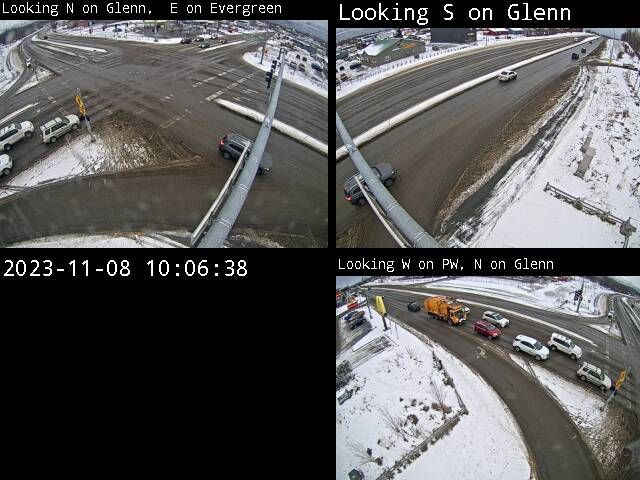 Looking N on Glenn, E on Evergreen
Looking S on Glenn
2023-11-08 10:06:38
Looking W on PW, N on Glenn